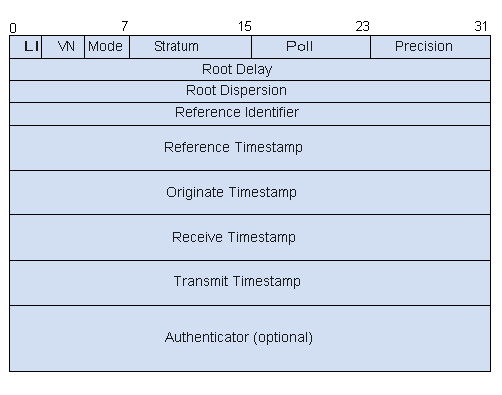 0 7 15 23 31
LI VN Mode Stratum Poll Precision
Root Delay
Root Dispersion
Reference Identifier
Reference Timestamp
Originate Timestamp
Receive Timestamp
Transmit Timestamp
Authenticator (optional)